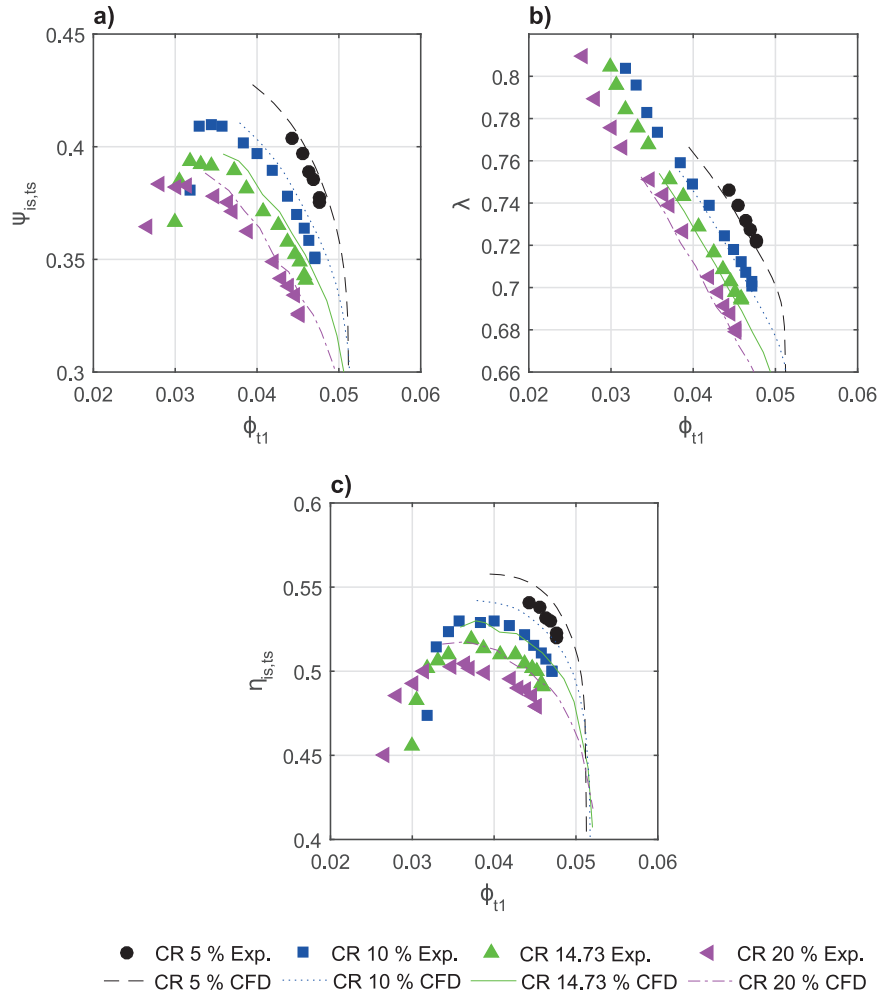 a)
b)
0.45
0.4
0.35
0.3
Ψis,ts
0.02 0.03 0.04 0.05 0.06
ϕt1
0.8
0.78
0.76
0.74
0.72
0.7
0.68
0.66
λ
0.02 0.03 0.04 0.05 0.06
ϕt1
c)
0.6
0.55
0.5
0.45
0.4
ηis,ts
0.02 0.03 0.04 0.05 0.06
ϕt1
CR 5 % Exp. CR 10 % Exp. CR 14.73 Exp. CR 20 % Exp.
CR 5 % CFD CR 10 % CFD CR 14.73 % CFD CR 20 % CFD